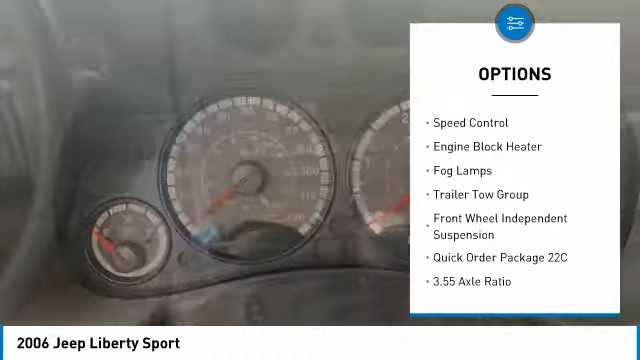 OPTIONS
Speed Control
Engine Block Heater
Fog Lamps
Trailer Tow Group
Front Wheel Independent
Suspension
Quick Order Package 22C
3.55 Axle Ratio
2006 Jeep Liberty Sport